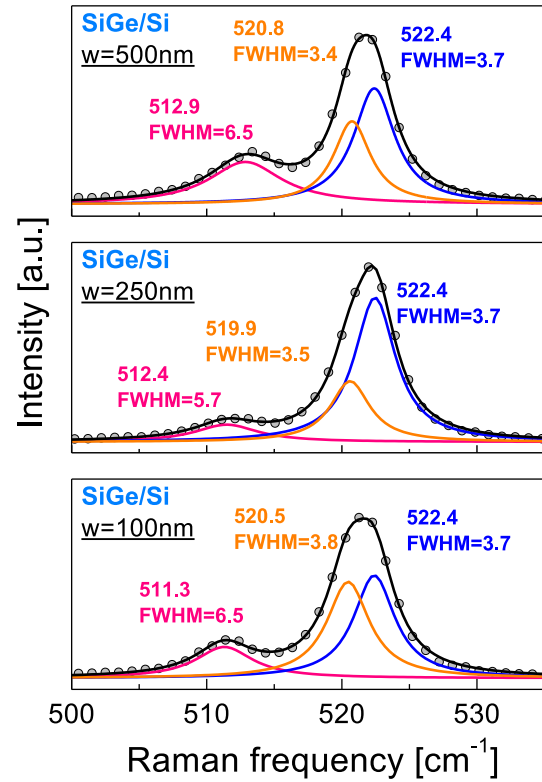 SiGe/Si
w=500nm
520.8
FWHM=3.4
522.4
FWHM=3.7
512.9
FWHM=6.5
SiGe/Si
w=250nm
522.4
FWHM=3.7
519.9
FWHM=3.5
512.4
FWHM=5.7
SiGe/Si
w=100nm
520.5
FWHM=3.8
522.4
FWHM=3.7
511.3
FWHM=6.5
Intensity [a.u.]
500 510 520 530
Raman frequency [cm⁻¹]